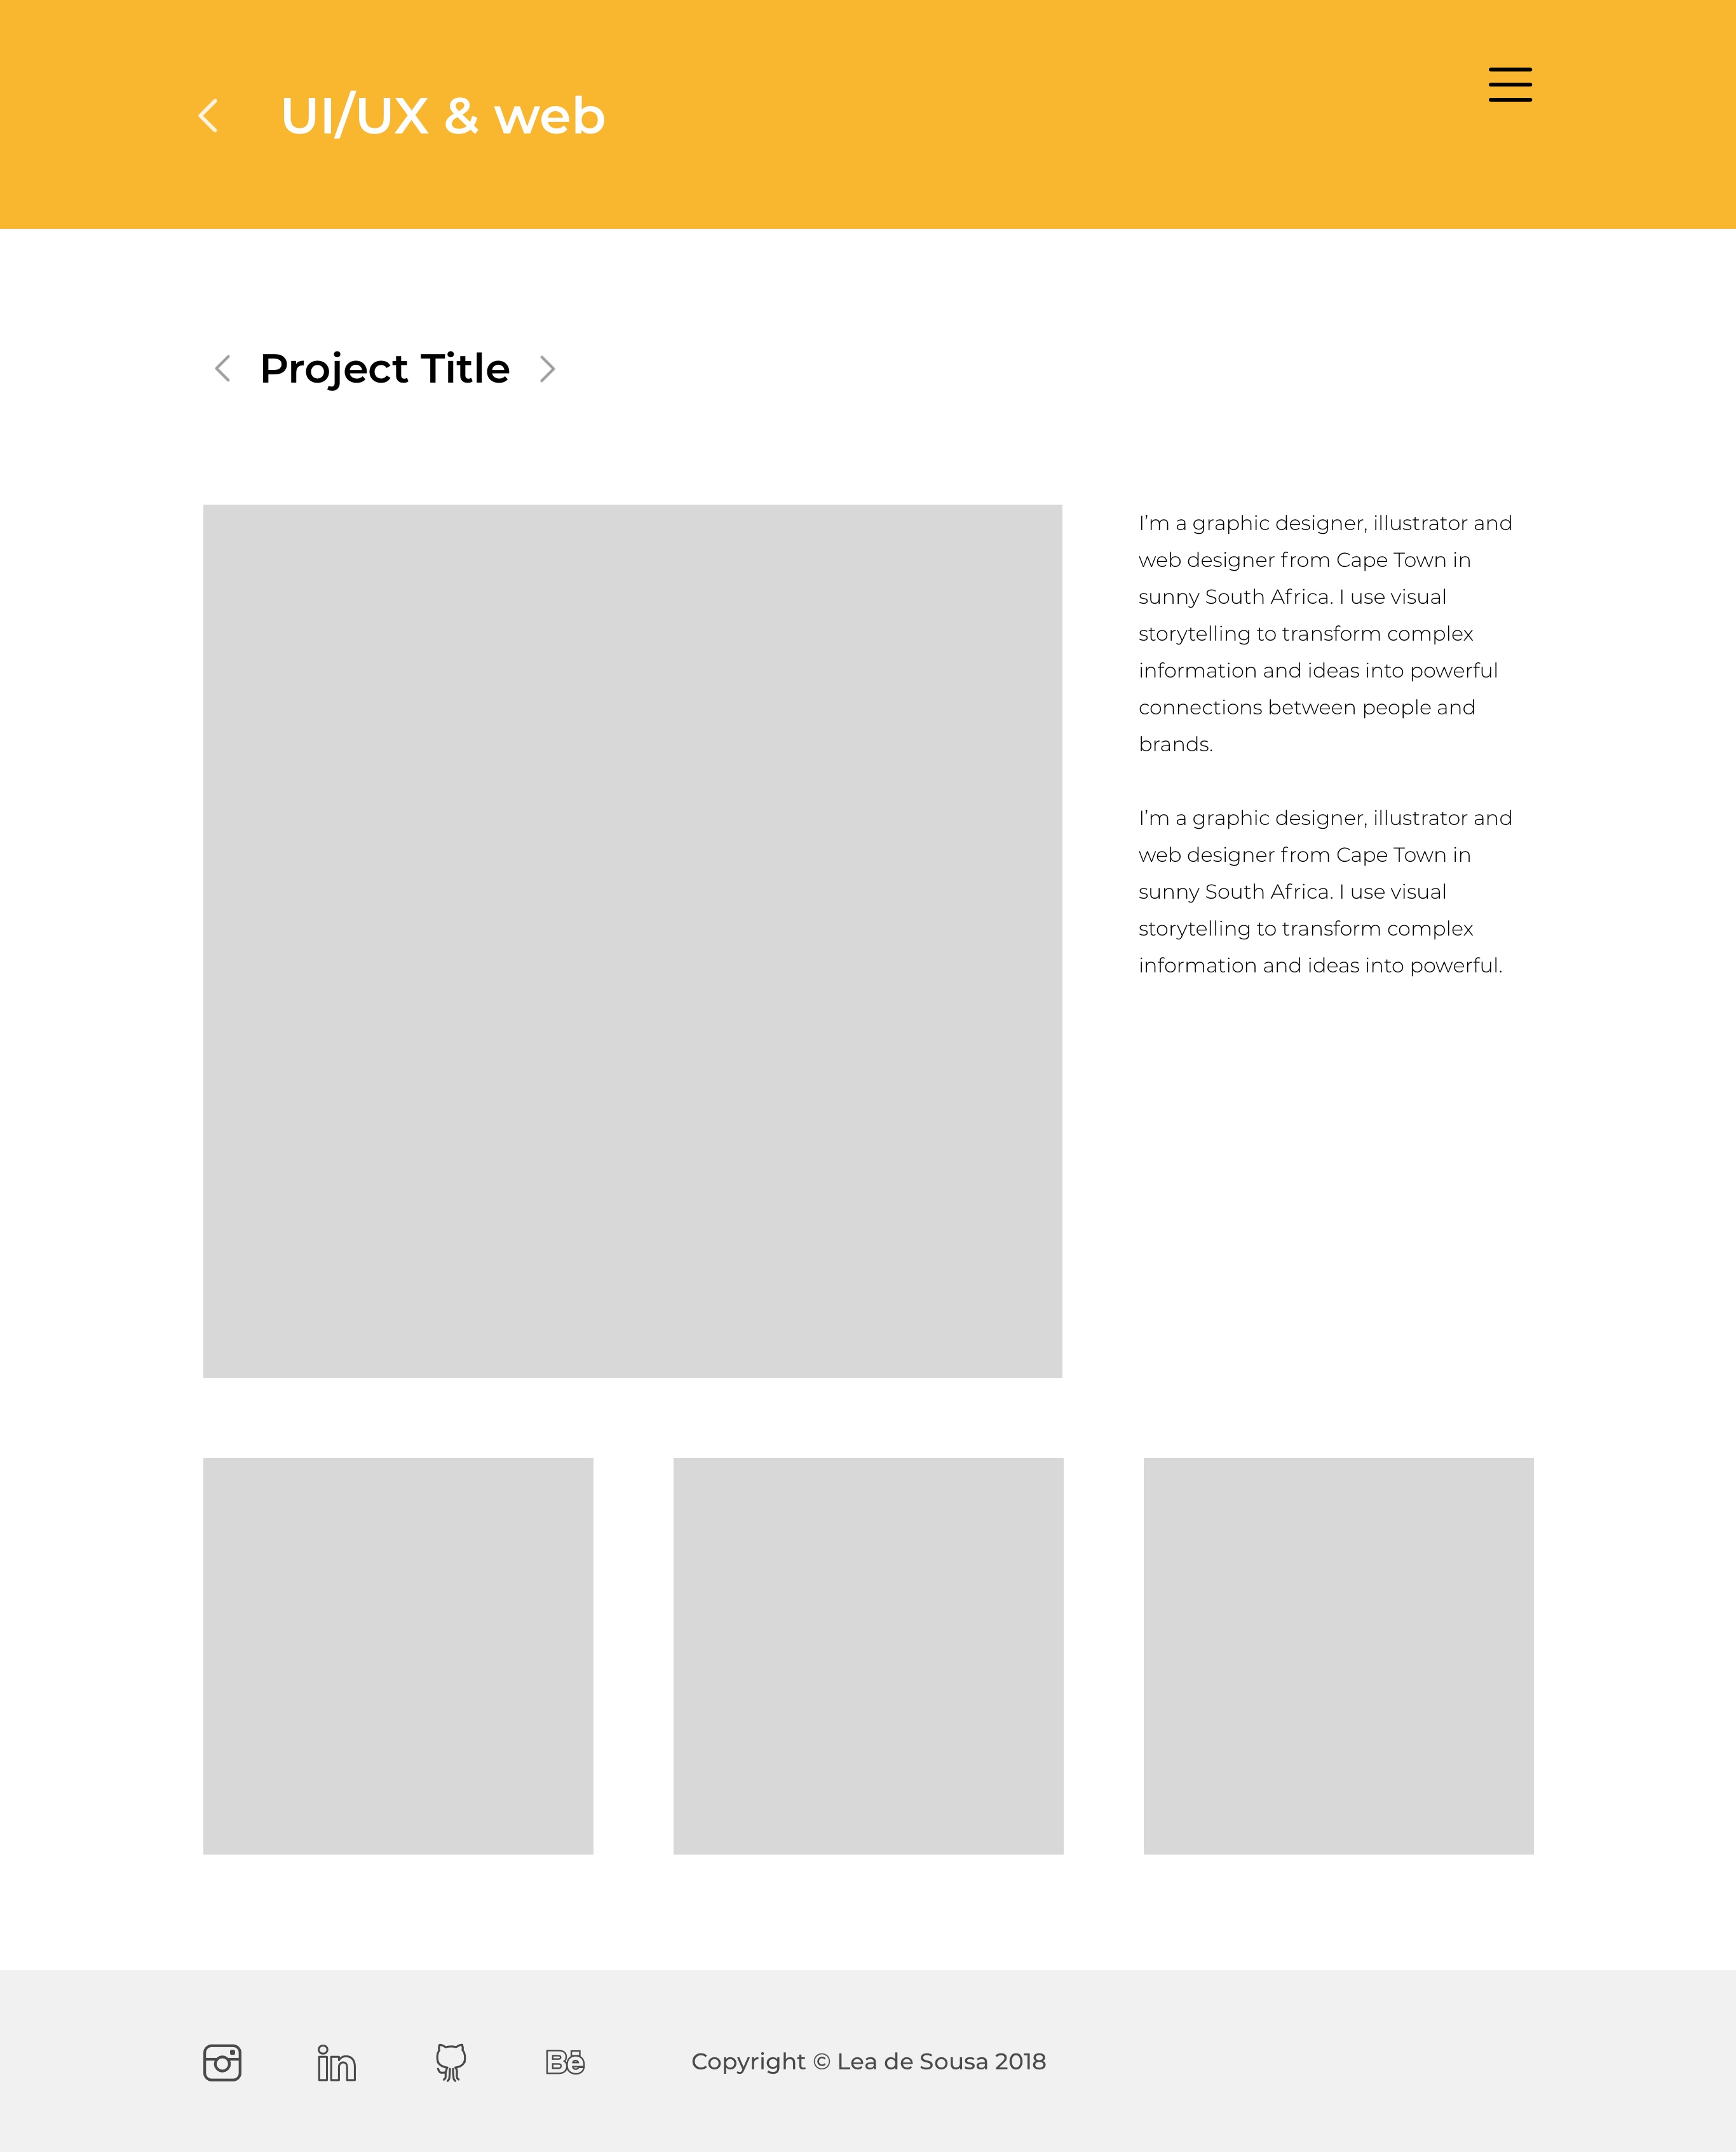 UI/UX & web
Project Title
I’m a graphic designer, illustrator and
web designer from Cape Town in
sunny South Africa. I use visual
storytelling to transform complex
information and ideas into powerful
connections between people and
brands.
I’m a graphic designer, illustrator and
web designer from Cape Town in
sunny South Africa. I use visual
storytelling to transform complex
information and ideas into powerful.
in
Bē
Copyright © Lea de Sousa 2018